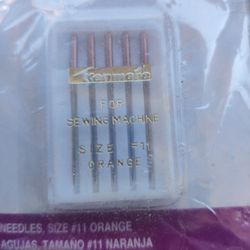 Kenmore
FOR
SEWING MACHINE
SIZE #11
ORANGE
NEEDLES, SIZE #11 ORANGE
AGUJAS, TAMAÑO #11 NARANJA